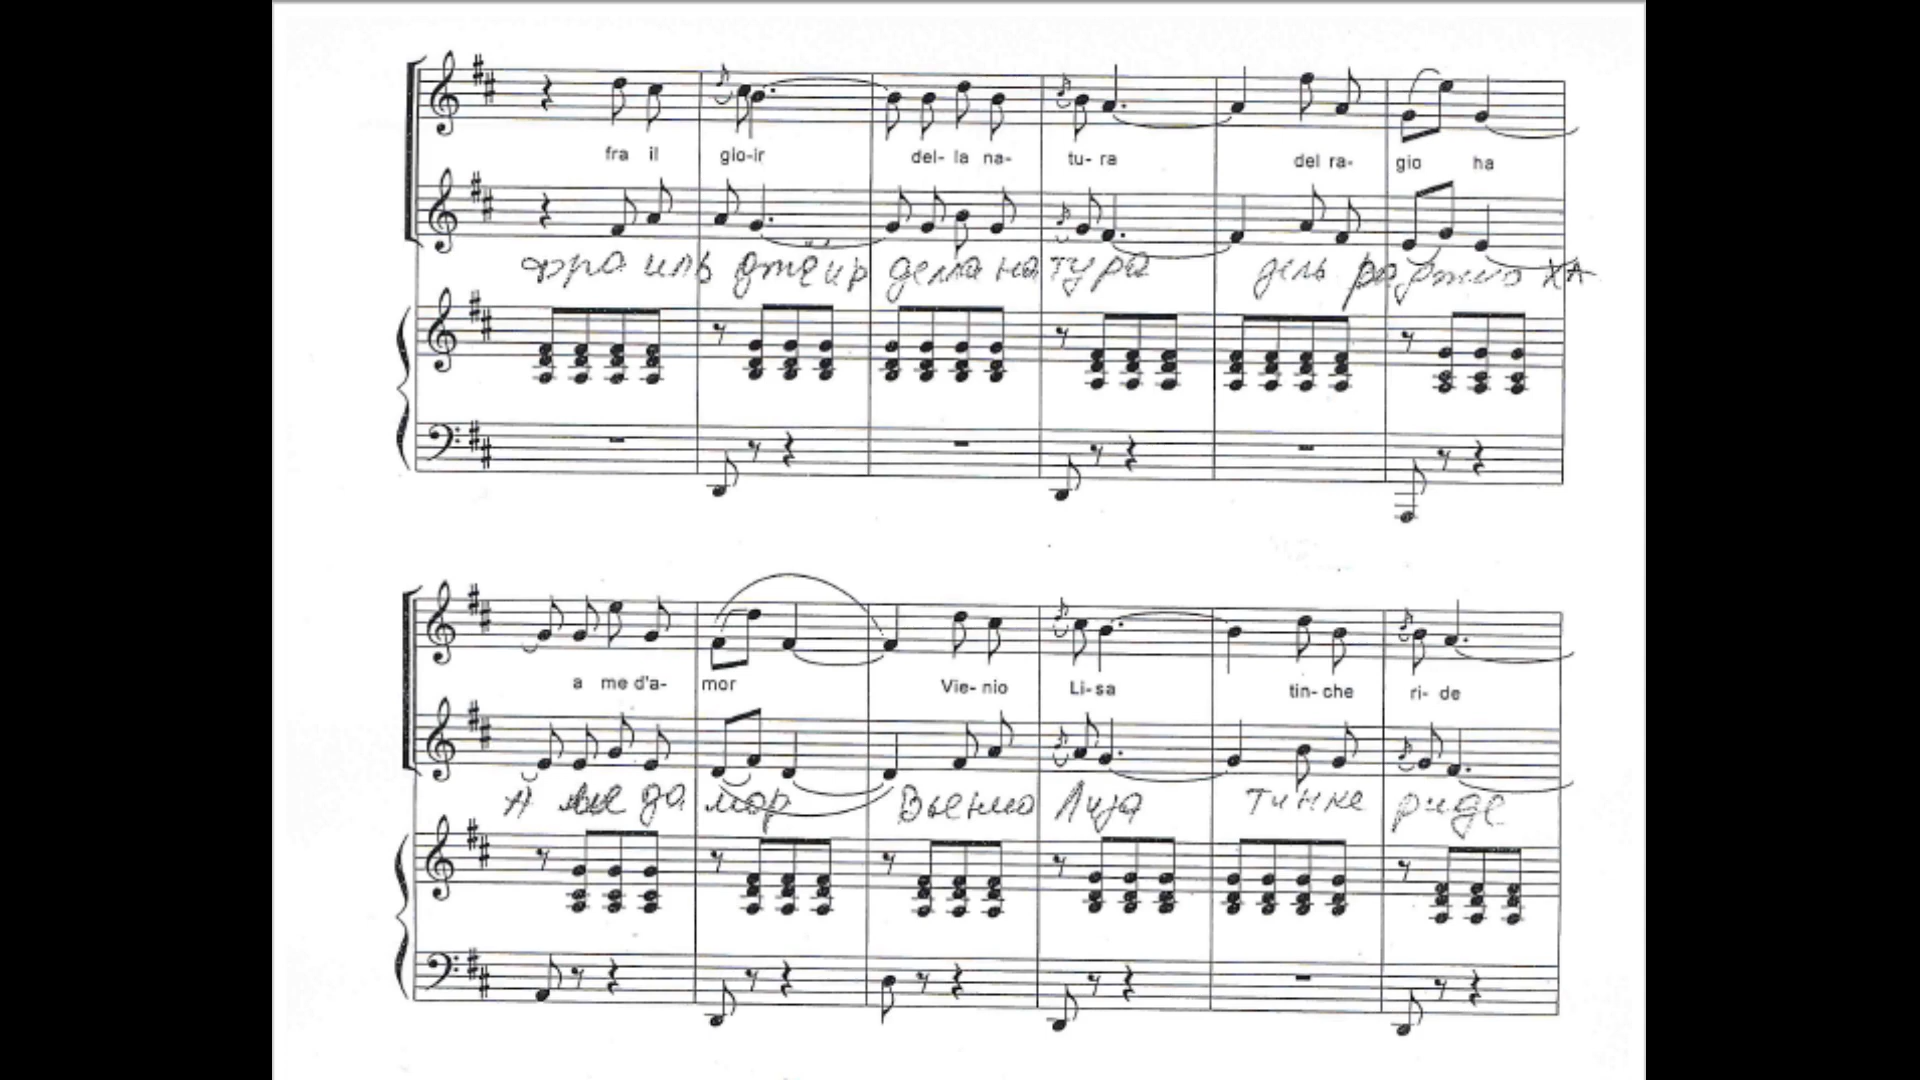 fra il gio-ir del- la na- tu- ra del ra- gio ha
фра иль джёир делла натура дель раджио ха
a me d'a- mor Vie- nio Li- sa tin- che ri- de
А ме да мор Вьенио Лиза тинке риде